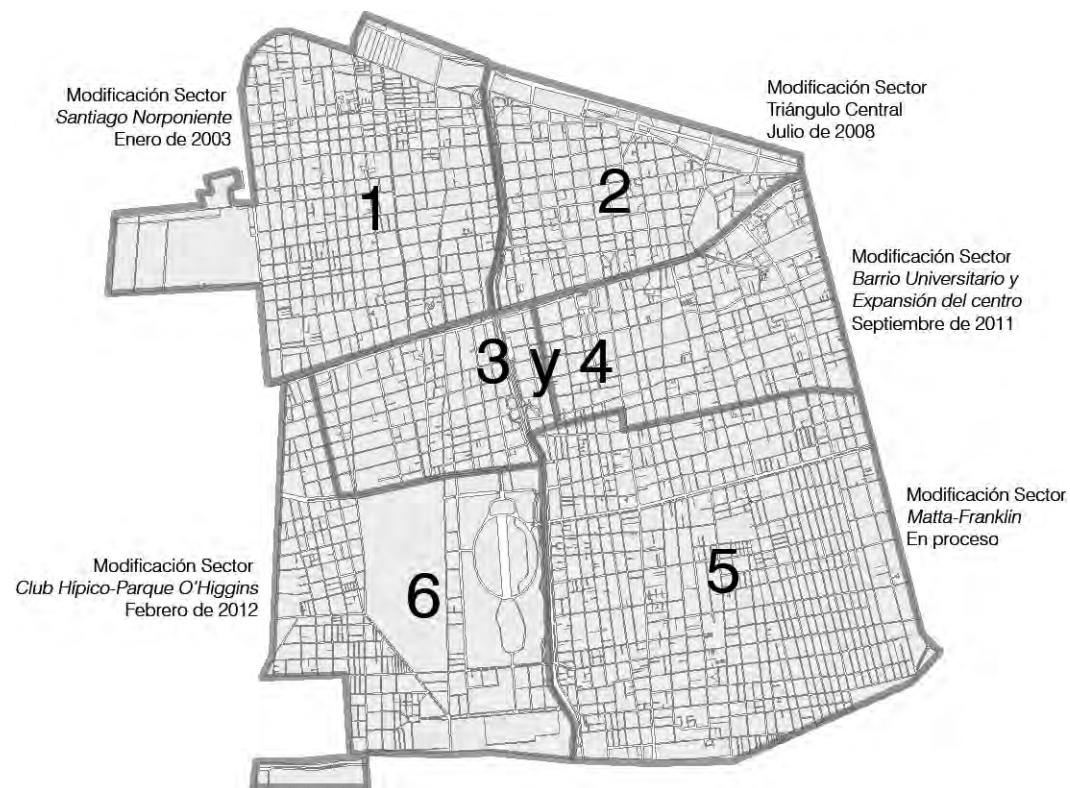 Modificación Sector
Santiago Norponiente
Enero de 2003
Modificación Sector
Triángulo Central
Julio de 2008
1
2
Modificación Sector
Barrio Universitario y
Expansión del centro
Septiembre de 2011
3 y 4
Modificación Sector
Matta-Franklin
En proceso
5
Modificación Sector
Club Hípico-Parque O'Higgins
Febrero de 2012
6